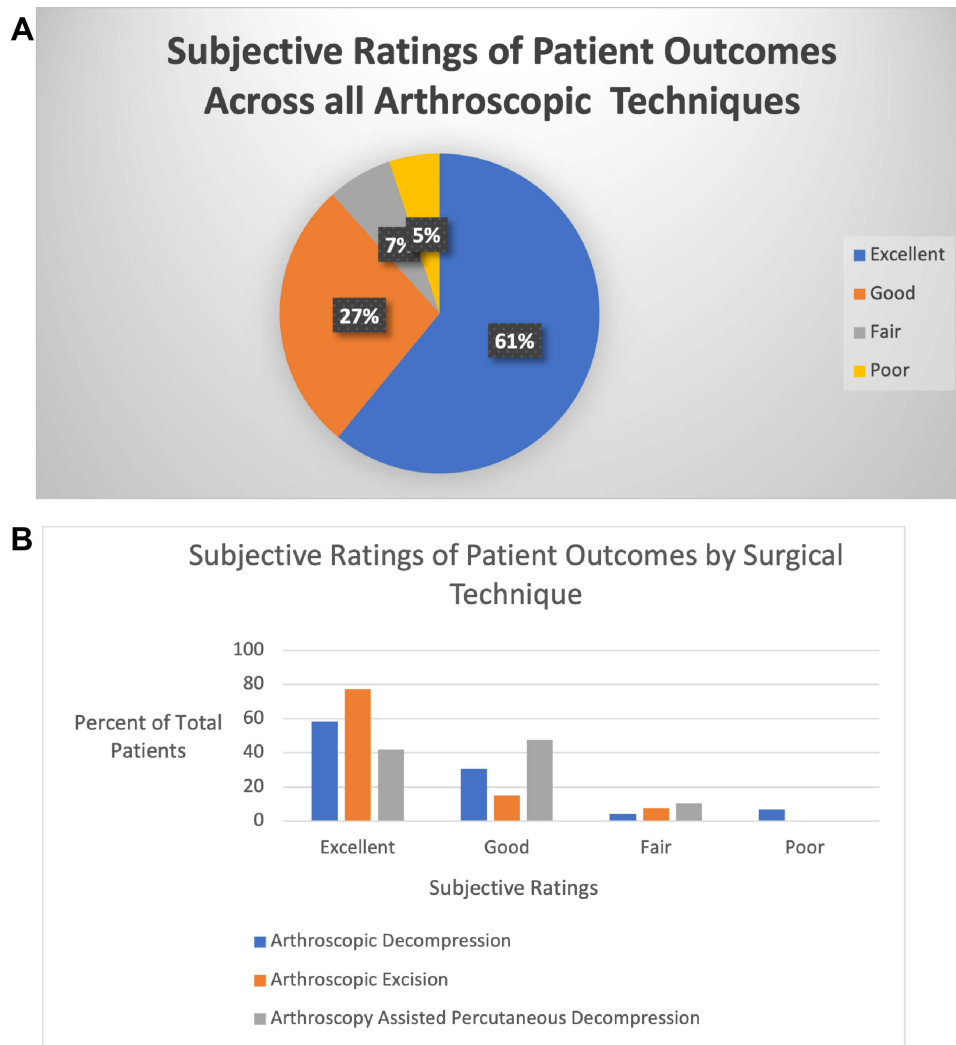 A
Subjective Ratings of Patient Outcomes
Across all Arthroscopic Techniques
7%
5%
27%
61%
Excellent
Good
Fair
Poor
B
Subjective Ratings of Patient Outcomes by Surgical
Technique
100
80
60
40
20
0
Percent of Total
Patients
Excellent
Good
Fair
Poor
Subjective Ratings
Arthroscopic Decompression
Arthroscopic Excision
Arthroscopy Assisted Percutaneous Decompression